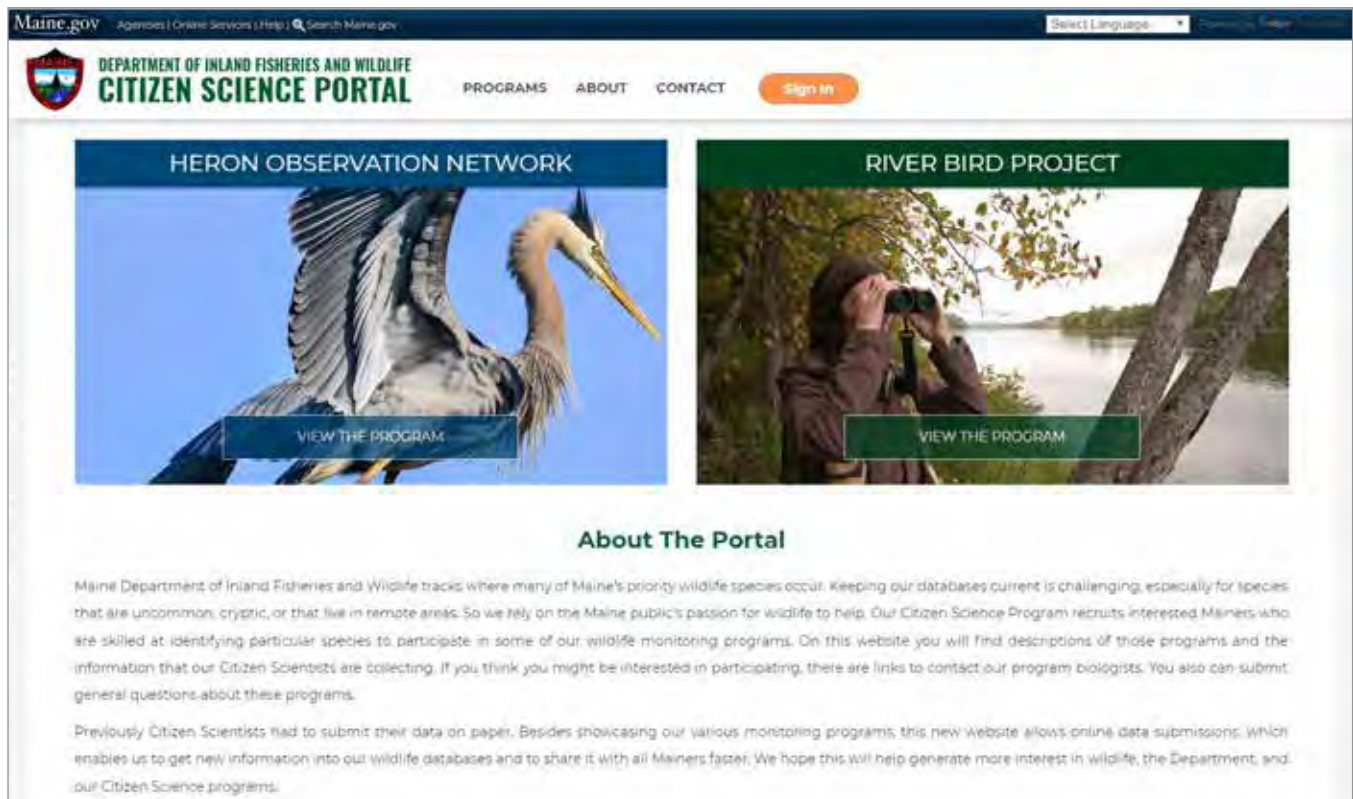 Maine.gov Agencies | Online Services | Help | Search Maine.gov Select Language
MAINE
DEPARTMENT OF INLAND FISHERIES AND WILDLIFE
CITIZEN SCIENCE PORTAL PROGRAMS ABOUT CONTACT Sign In
HERON OBSERVATION NETWORK
RIVER BIRD PROJECT
VIEW THE PROGRAM
VIEW THE PROGRAM
About The Portal
Maine Department of Inland Fisheries and Wildlife tracks where many of Maine's priority wildlife species occur. Keeping our databases current is challenging, especially for species
that are uncommon, cryptic, or that live in remote areas. So we rely on the Maine public's passion for wildlife to help. Our Citizen Science Program recruits interested Mainers who
are skilled at identifying particular species to participate in some of our wildlife monitoring programs. On this website you will find descriptions of those programs and the
information that our Citizen Scientists are collecting. If you think you might be interested in participating, there are links to contact our program biologists. You also can submit
general questions about these programs.
Previously Citizen Scientists had to submit their data on paper. Besides showcasing our various monitoring programs, this new website allows online data submissions, which
enables us to get new information into our wildlife databases and to share it with all Mainers faster. We hope this will help generate more interest in wildlife, the Department, and
our Citizen Science programs.